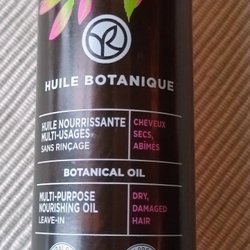 HUILE BOTANIQUE
HUILE NOURRISSANTE
MULTI-USAGES
SANS RINÇAGE
CHEVEUX
SECS,
ABÎMÉS
BOTANICAL OIL
MULTI-PURPOSE
NOURISHING OIL
LEAVE-IN
DRY,
DAMAGED
HAIR